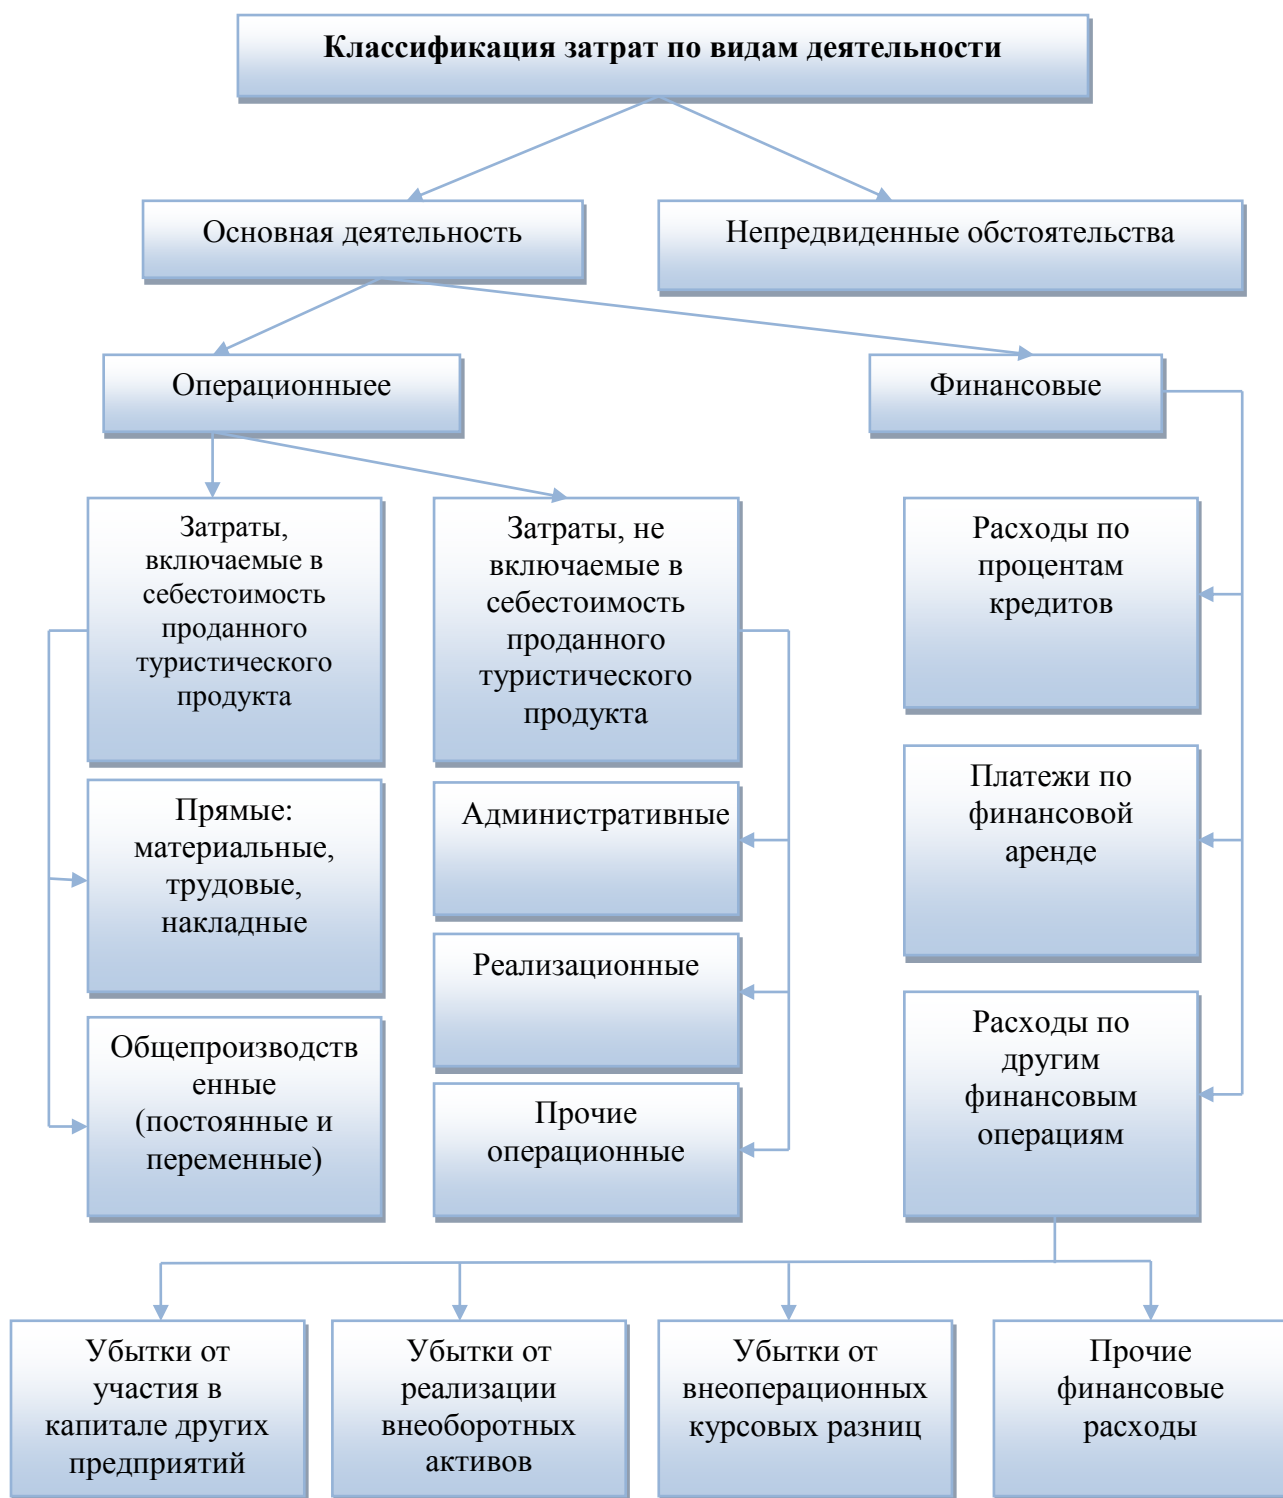 Классификация затрат по видам деятельности
Основная деятельность
Непредвиденные обстоятельства
Операционныее
Финансовые
Затраты,
включаемые в
себестоимость
проданного
туристического
продукта
Затраты, не
включаемые в
себестоимость
проданного
туристического
продукта
Расходы по
процентам
кредитов
Прямые:
материальные,
трудовые,
накладные
Административные
Платежи по
финансовой
аренде
Реализационные
Общепроизводств
енные
(постоянные и
переменные)
Прочие
операционные
Расходы по
другим
финансовым
операциям
Убытки от
участия в
капитале других
предприятий
Убытки от
реализации
внеоборотных
активов
Убытки от
внеоперационных
курсовых разниц
Прочие
финансовые
расходы